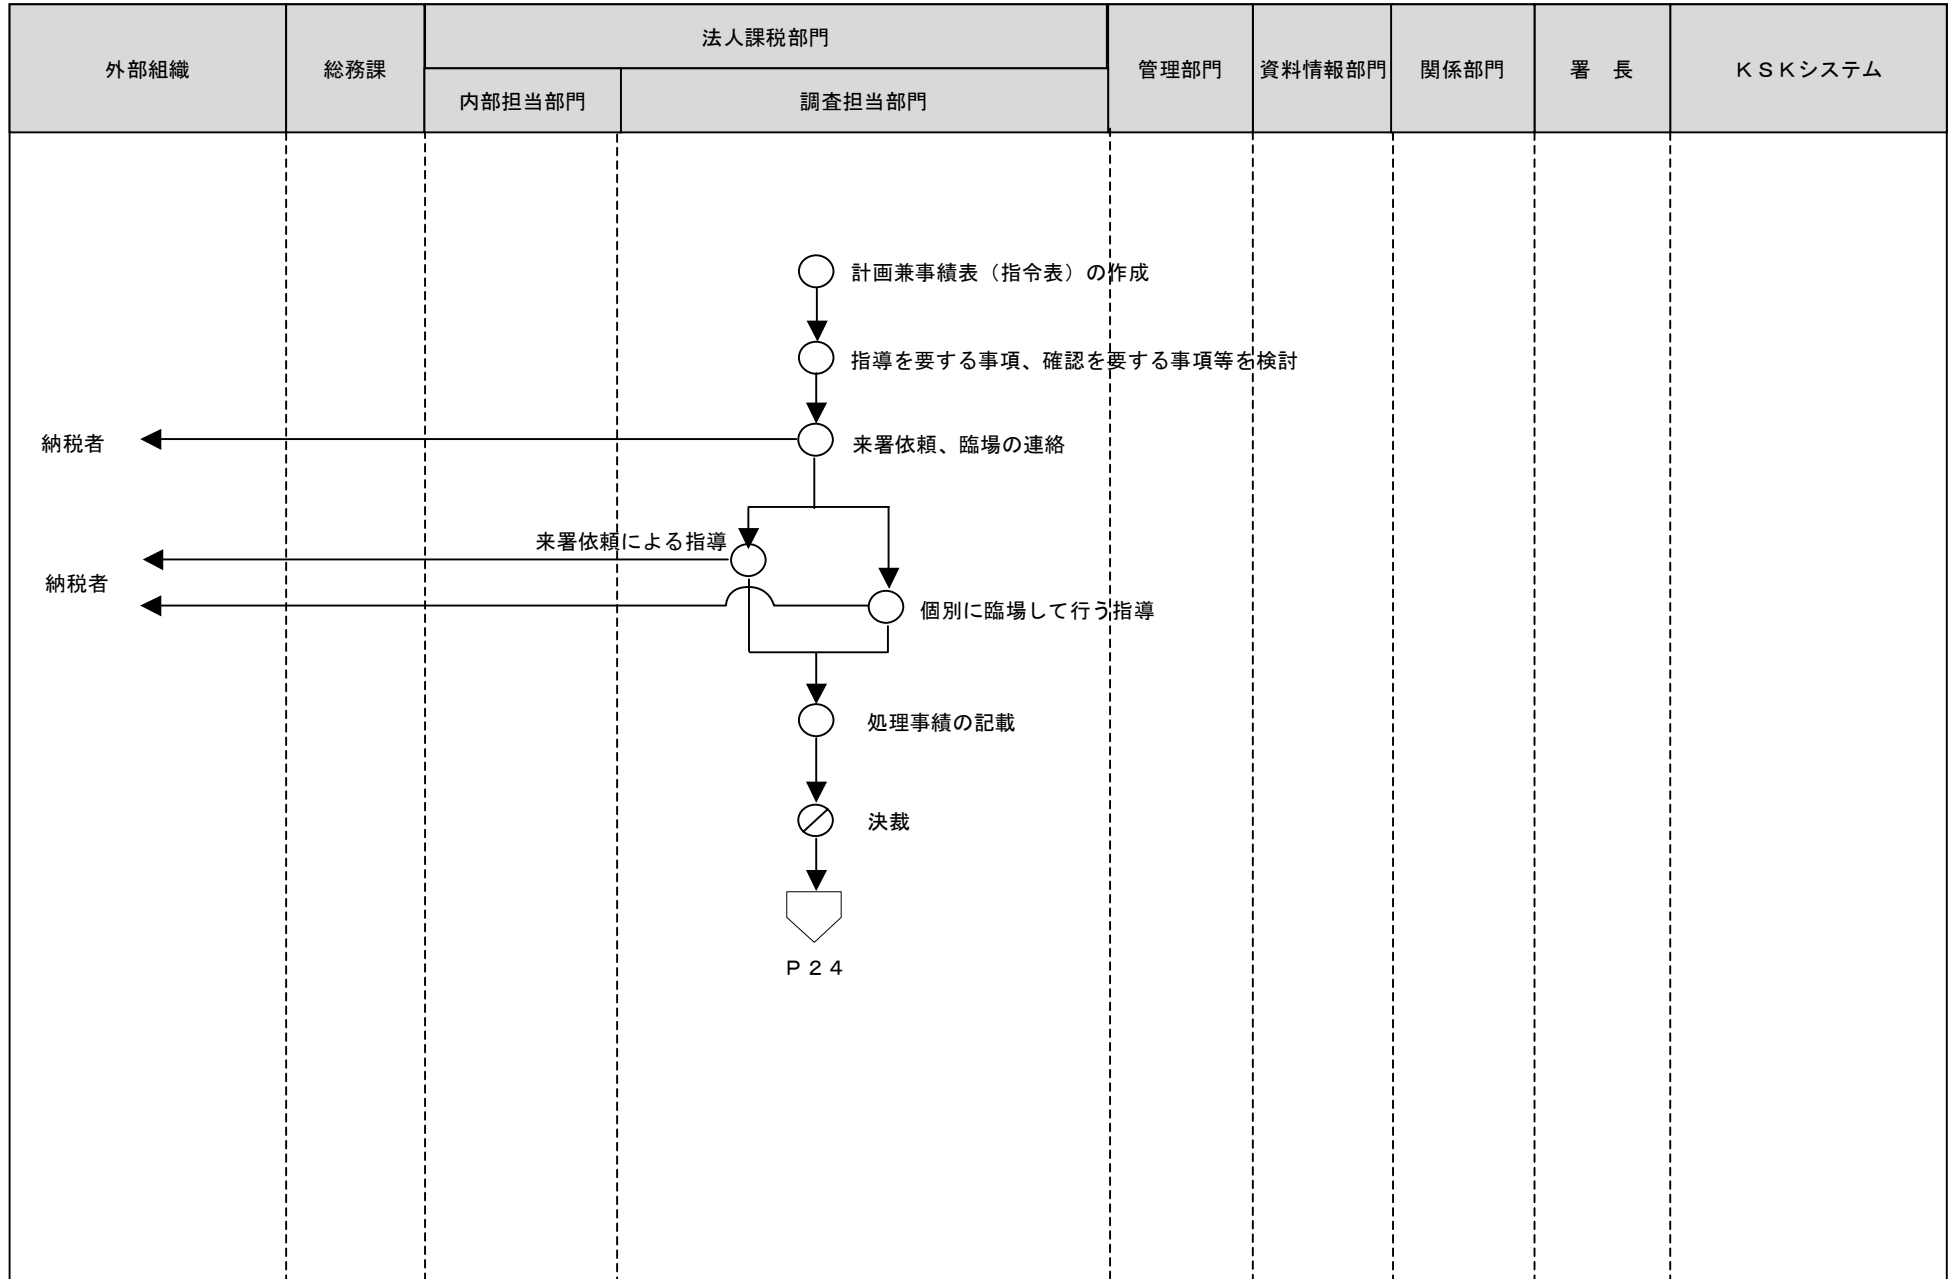 外部組織
総務課
法人課税部門
内部担当部門
調査担当部門
管理部門
資料情報部門
関係部門
署　長
ＫＳＫシステム
計画兼事績表（指令表）の作成
指導を要する事項、確認を要する事項等を検討
納税者
来署依頼、臨場の連絡
来署依頼による指導
納税者
個別に臨場して行う指導
処理事績の記載
決裁
Ｐ２４